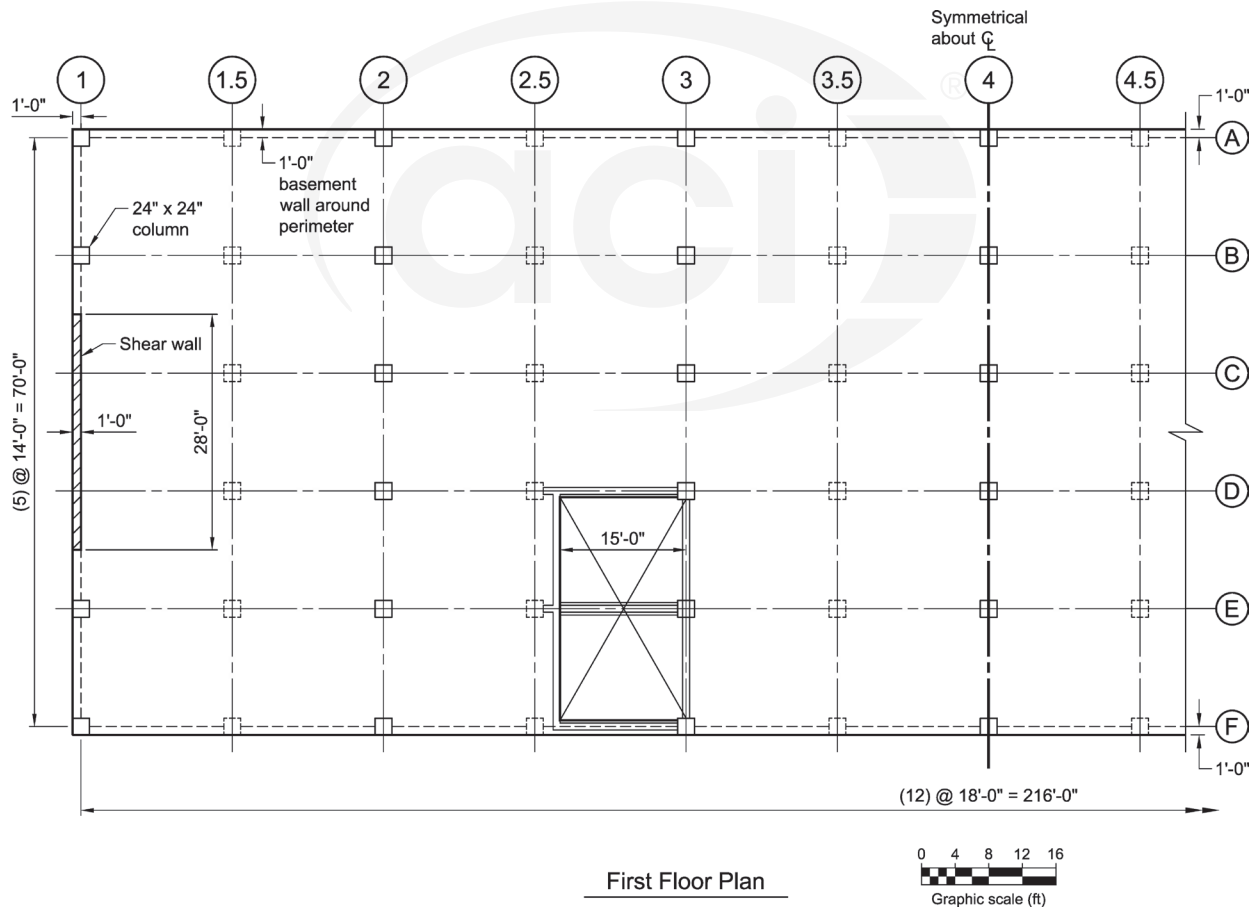 Symmetrical
about ℄
1
1.5
2
2.5
3
3.5
4
4.5
1'-0"
1'-0"
A
1'-0"
basement
wall around
perimeter
24" x 24"
column
aci
®
B
Shear wall
C
(5) @ 14'-0" = 70'-0"
1'-0"
28'-0"
D
15'-0"
E
F
1'-0"
(12) @ 18'-0" = 216'-0"
First Floor Plan
0 4 8 12 16
Graphic scale (ft)